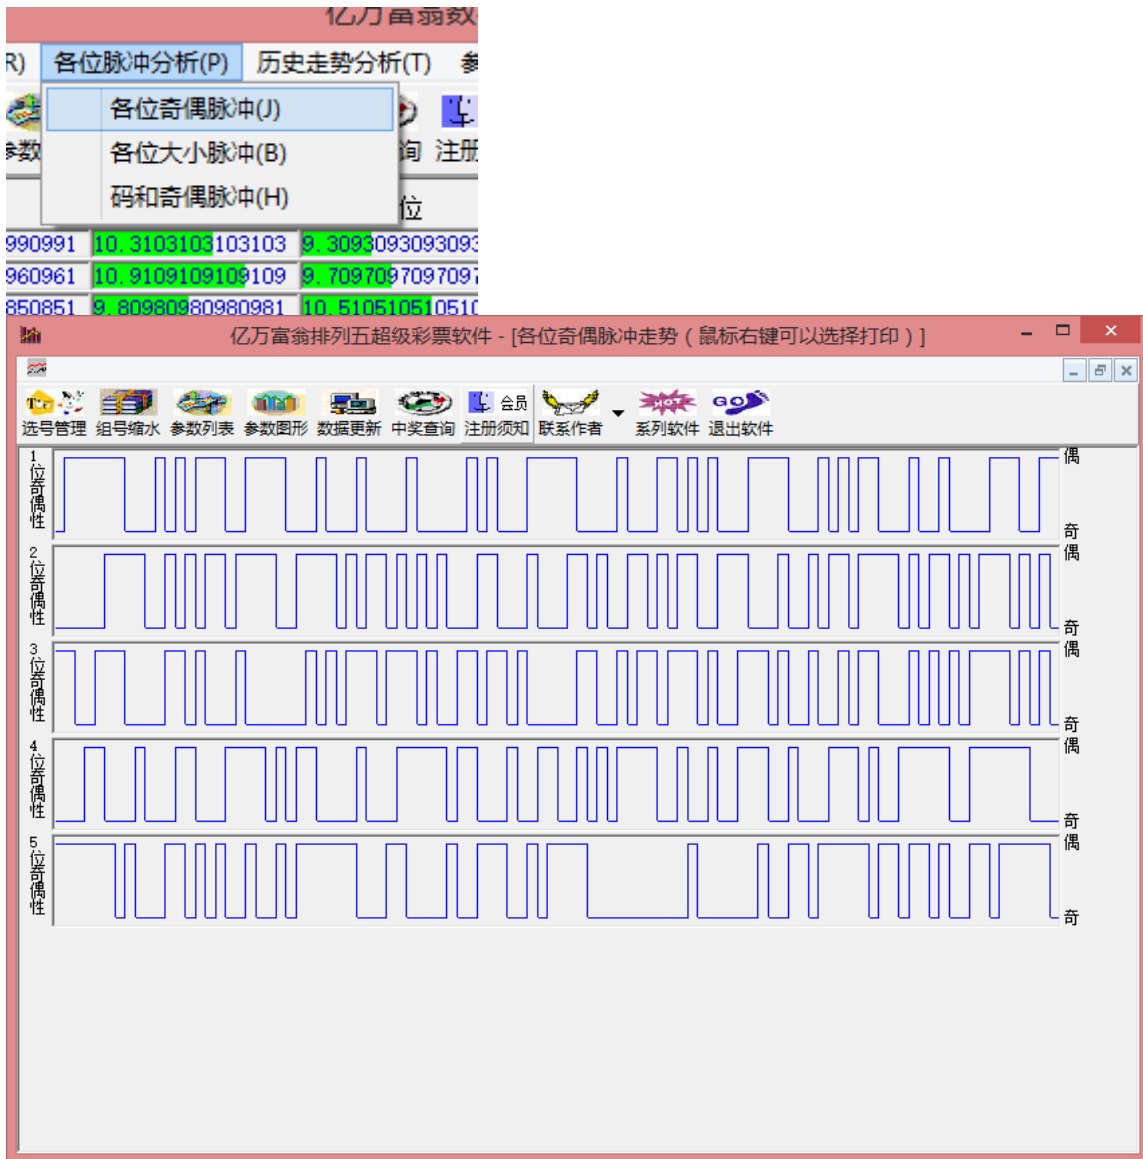 亿万富翁数
R) 各位脉冲分析(P) 历史走势分析(T) 参
各位奇偶脉冲(J)
参数 询 注册
各位大小脉冲(B)
码和奇偶脉冲(H)
位
990991 10.3103103103103 9.3093093093093
960961 10.9109109109109 9.7097097097097
850851 9.80980980980981 10.510510510510
亿万富翁排列五超级彩票软件 - [各位奇偶脉冲走势（鼠标右键可以选择打印）]
会员
选号管理 组号缩水 参数列表 参数图形 数据更新 中奖查询 注册须知 联系作者 系列软件 退出软件
1位奇偶性 偶
奇
2位奇偶性 偶
奇
3位奇偶性 偶
奇
4位奇偶性 偶
奇
5位奇偶性 偶
奇